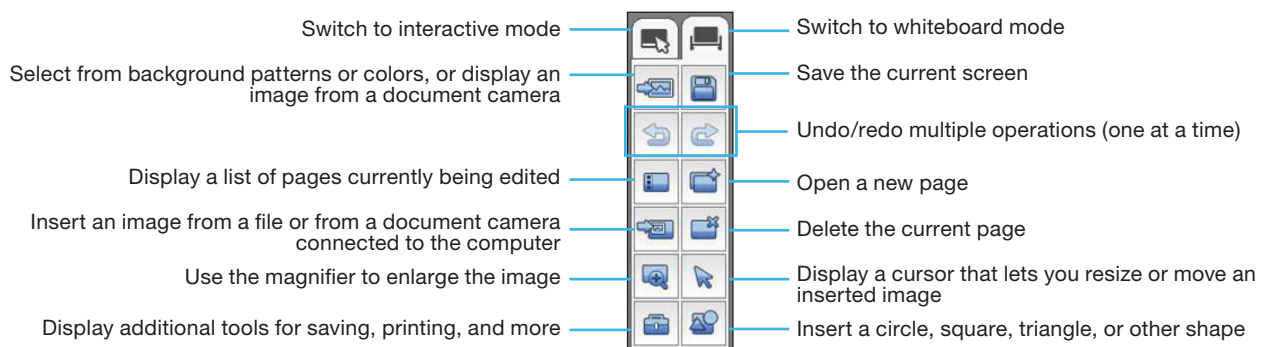 Switch to interactive mode
Switch to whiteboard mode
Select from background patterns or colors, or display an
image from a document camera
Save the current screen
Undo/redo multiple operations (one at a time)
Display a list of pages currently being edited
Open a new page
Insert an image from a file or from a document camera
connected to the computer
Delete the current page
Use the magnifier to enlarge the image
Display a cursor that lets you resize or move an
inserted image
Display additional tools for saving, printing, and more
Insert a circle, square, triangle, or other shape